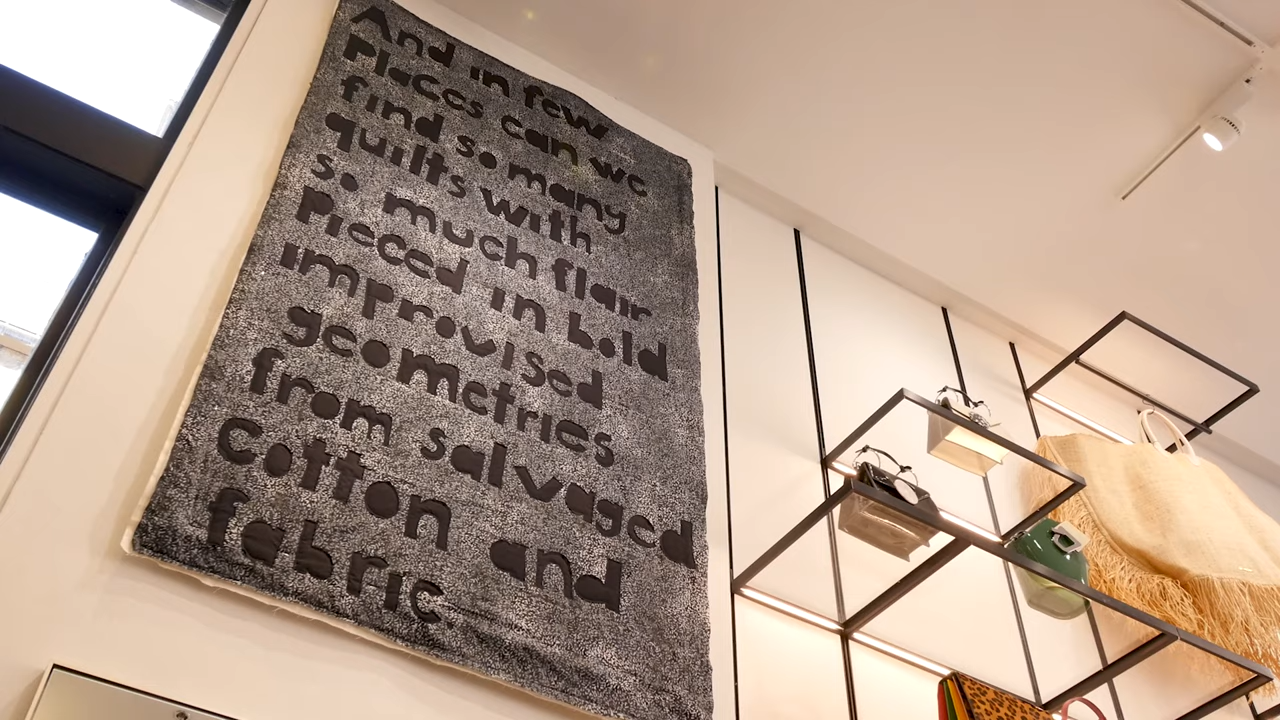 And in few
Places can we
find so many
quilts with
so much flair
Pieced in bold
improvised
geometries
from salvaged
cotton and
fabric